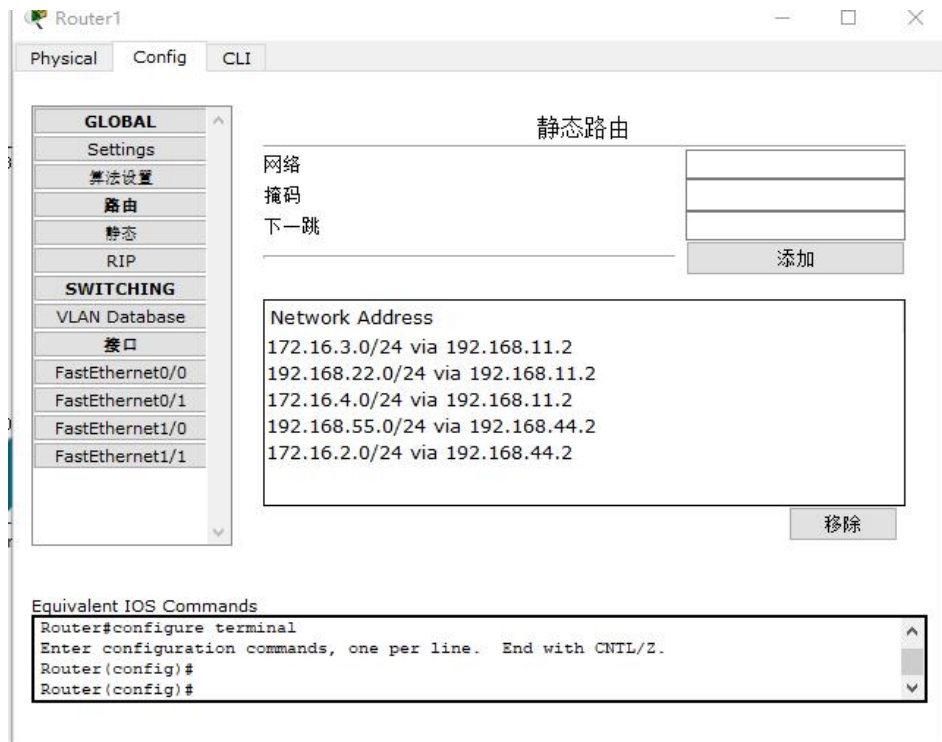 Router1
Physical Config CLI
GLOBAL
Settings
算法设置
路由
静态
RIP
SWITCHING
VLAN Database
接口
FastEthernet0/0
FastEthernet0/1
FastEthernet1/0
FastEthernet1/1
静态路由
网络
掩码
下一跳
添加
Network Address
172.16.3.0/24 via 192.168.11.2
192.168.22.0/24 via 192.168.11.2
172.16.4.0/24 via 192.168.11.2
192.168.55.0/24 via 192.168.44.2
172.16.2.0/24 via 192.168.44.2
移除
Equivalent IOS Commands
Router#configure terminal
Enter configuration commands, one per line. End with CNTL/Z.
Router(config)#
Router(config)#